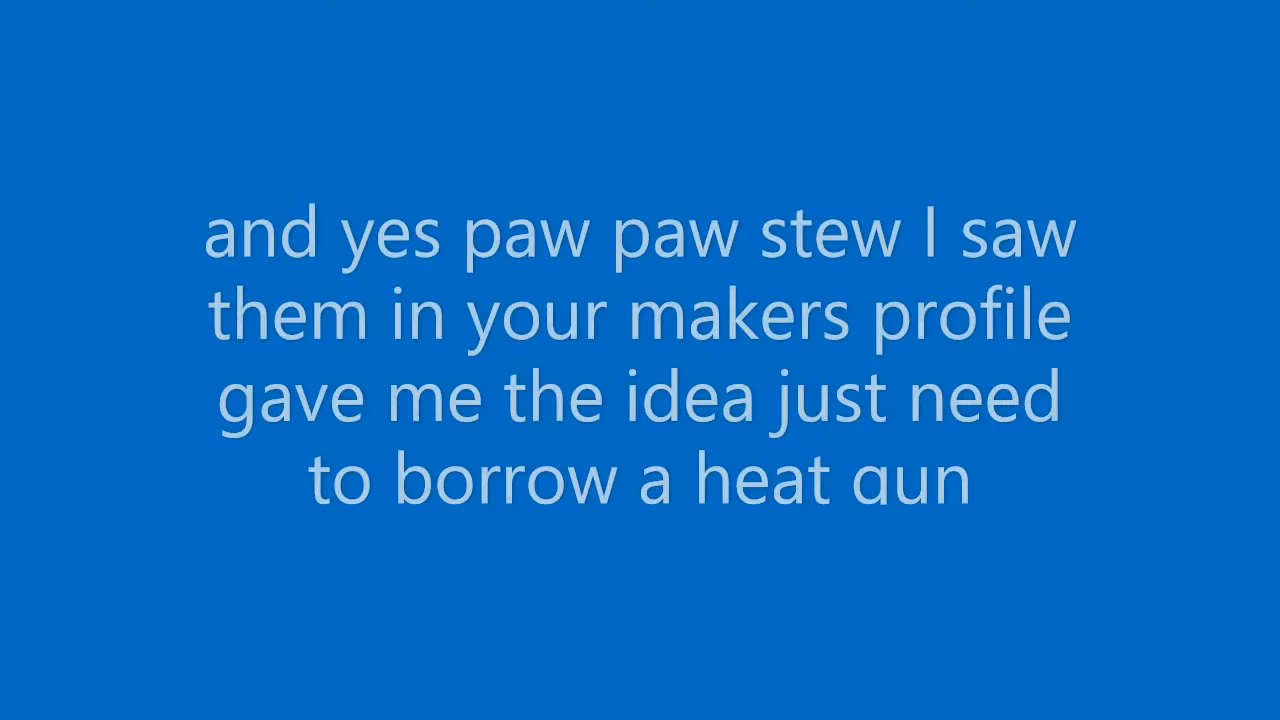 and yes paw paw stew I saw
them in your makers profile
gave me the idea just need
to borrow a heat gun